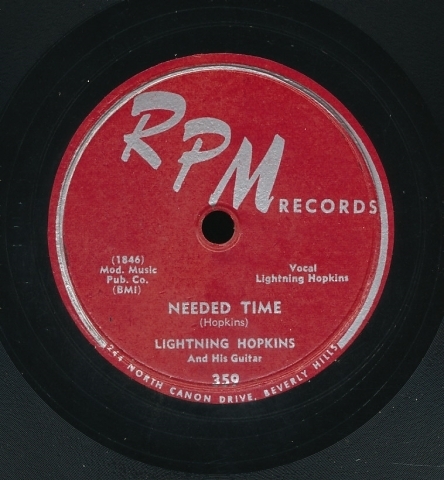 RPM
RECORDS
(1846)
Mod. Music
Pub. Co.
(BMI)
Vocal
Lightning Hopkins
NEEDED TIME
(Hopkins)
LIGHTNING HOPKINS
And His Guitar
359
244 NORTH CANON DRIVE, BEVERLY HILLS